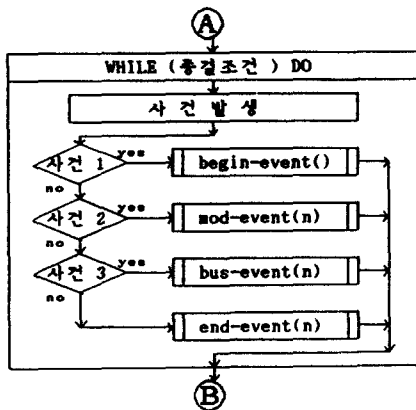 A
WHILE (종결조건) DO
사 건 발 생
사건 1
yes
begin-event()
no
사건 2
yes
mod-event(n)
no
사건 3
yes
bus-event(n)
no
end-event(n)
B